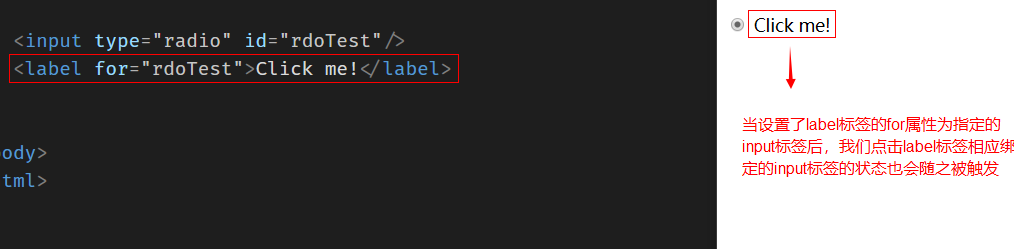 <input type="radio" id="rdoTest"/>
<label for="rdoTest">Click me!</label>
ody>
tml>
Click me!
当设置了label标签的for属性为指定的
input标签后，我们点击label标签相应绑
定的input标签的状态也会随之被触发